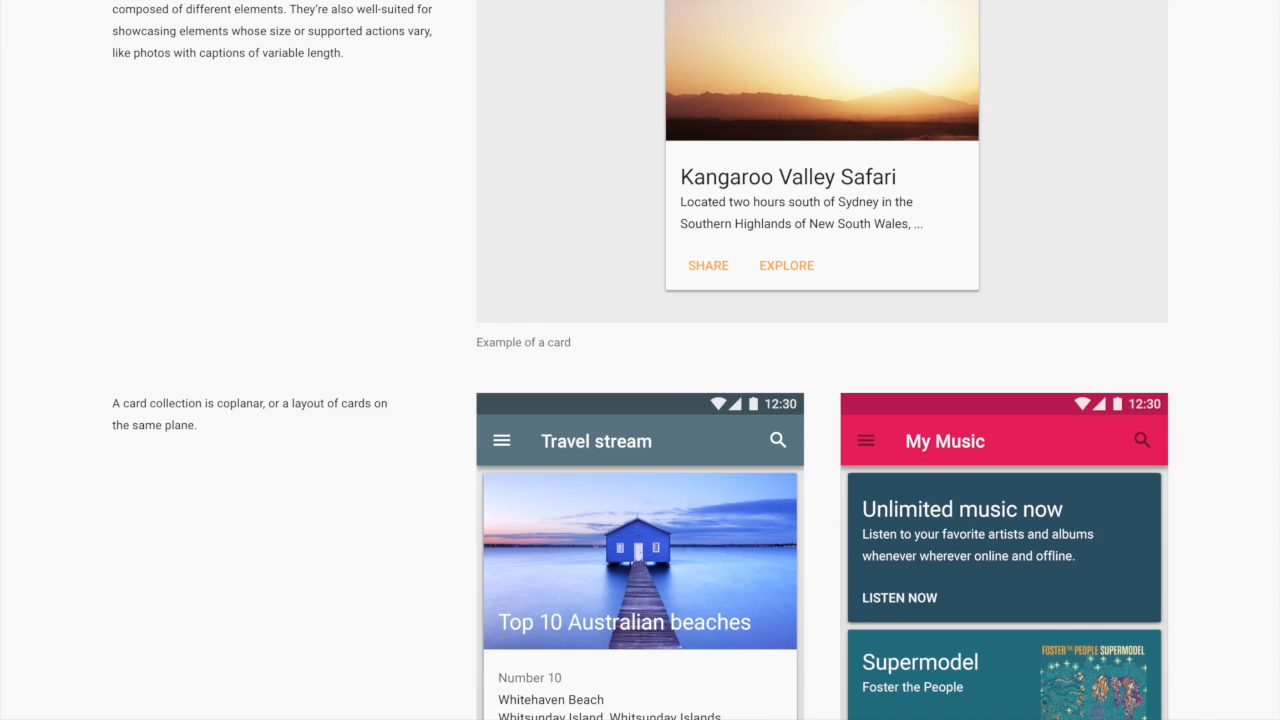 composed of different elements. They’re also well-suited for
showcasing elements whose size or supported actions vary,
like photos with captions of variable length.
Kangaroo Valley Safari
Located two hours south of Sydney in the
Southern Highlands of New South Wales, ...
SHARE EXPLORE
Example of a card
A card collection is coplanar, or a layout of cards on
the same plane.
12:30
Travel stream
Top 10 Australian beaches
Number 10
Whitehaven Beach
Whitsunday Island, Whitsunday Islands
12:30
My Music
Unlimited music now
Listen to your favorite artists and albums
whenever wherever online and offline.
LISTEN NOW
Supermodel
Foster the People
FOSTER THE PEOPLE SUPERMODEL